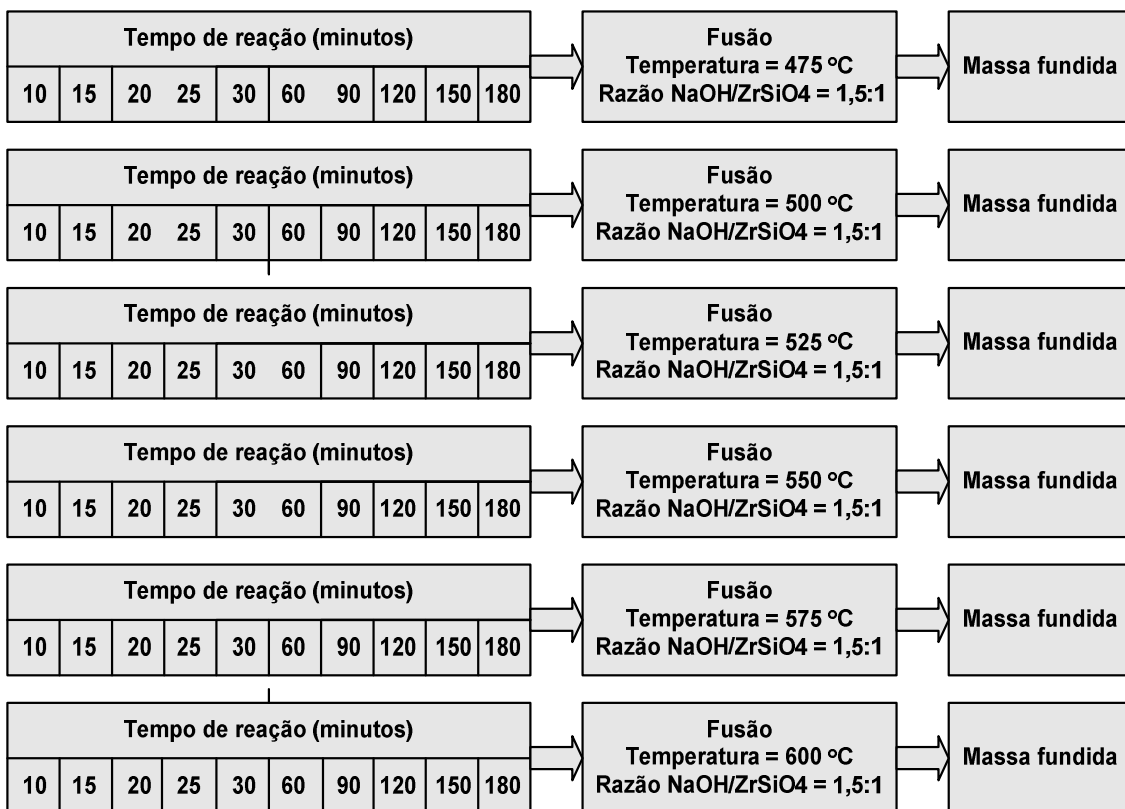 Tempo de reação (minutos)
10 15 20 25 30 60 90 120 150 180
Fusão
Temperatura = 475 ºC
Razão NaOH/ZrSiO4 = 1,5:1
Massa fundida
Tempo de reação (minutos)
10 15 20 25 30 60 90 120 150 180
Fusão
Temperatura = 500 ºC
Razão NaOH/ZrSiO4 = 1,5:1
Massa fundida
Tempo de reação (minutos)
10 15 20 25 30 60 90 120 150 180
Fusão
Temperatura = 525 ºC
Razão NaOH/ZrSiO4 = 1,5:1
Massa fundida
Tempo de reação (minutos)
10 15 20 25 30 60 90 120 150 180
Fusão
Temperatura = 550 ºC
Razão NaOH/ZrSiO4 = 1,5:1
Massa fundida
Tempo de reação (minutos)
10 15 20 25 30 60 90 120 150 180
Fusão
Temperatura = 575 ºC
Razão NaOH/ZrSiO4 = 1,5:1
Massa fundida
Tempo de reação (minutos)
10 15 20 25 30 60 90 120 150 180
Fusão
Temperatura = 600 ºC
Razão NaOH/ZrSiO4 = 1,5:1
Massa fundida